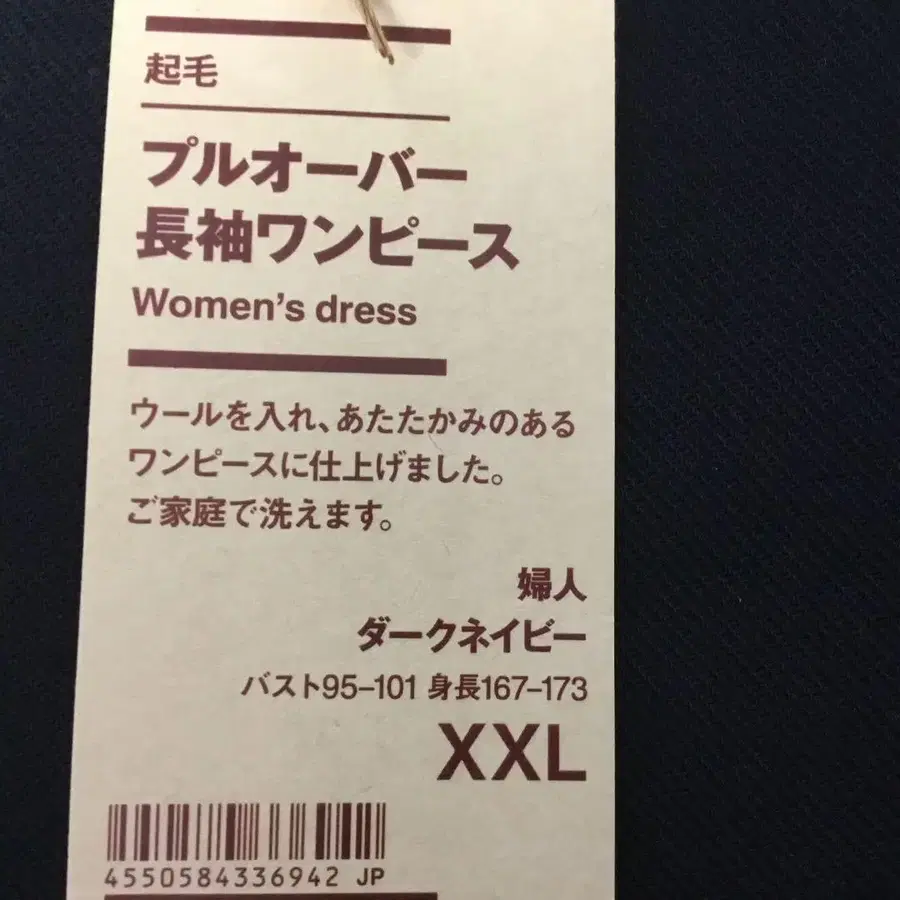 起毛
プルオーバー
長袖ワンピース
Women's dress
ウールを入れ、あたたかみのある
ワンピースに仕上げました。
ご家庭で洗えます。
婦人
ダークネイビー
バスト95–101 身長167–173
XXL
4550584336942 JP